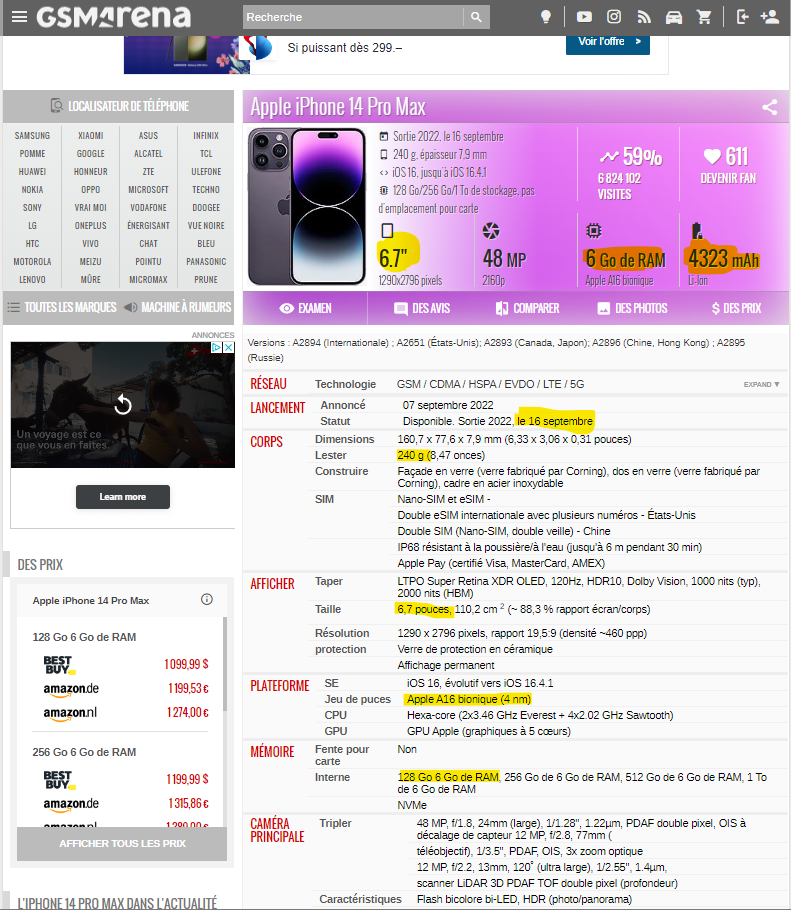 GSMArena
Recherche
Si puissant dès 299.–
Voir l'offre >
LOCALISATEUR DE TÉLÉPHONE
SAMSUNG XIAOMI ASUS INFINIX
POMME GOOGLE ALCATEL TCL
HUAWEI HONNEUR ZTE ULEFONE
NOKIA OPPO MICROSOFT TECHNO
SONY VRAI MOI VODAFONE DOOGEE
LG ONEPLUS ÉNERGISANT VUE NOIRE
HTC VIVO CHAT BLEU
MOTOROLA MEIZU POINTU PANASONIC
LENOVO MÛRE MICROMAX PRUNE
TOUTES LES MARQUES MACHINE À RUMEURS
ANNONCES
Un voyage est ce
que vous en faites.
Learn more
DES PRIX
Apple iPhone 14 Pro Max
128 Go 6 Go de RAM
BEST BUY 1 099,99 $
amazon.de 1 199,53 €
amazon.nl 1 274,00 €
256 Go 6 Go de RAM
BEST BUY 1 199,99 $
amazon.de 1 315,86 €
amazon.nl 1 389,00 €
AFFICHER TOUS LES PRIX
L'IPHONE 14 PRO MAX DANS L'ACTUALITÉ
Apple iPhone 14 Pro Max
Sortie 2022, le 16 septembre
240 g, épaisseur 7,9 mm
iOS 16, jusqu'à iOS 16.4.1
128 Go/256 Go/1 To de stockage, pas
d'emplacement pour carte
59%
6 824 102
VISITES
611
DEVENIR FAN
6.7"
1290x2796 pixels
48 MP
2160p
6 Go de RAM
Apple A16 bionique
4323 mAh
Li-Ion
EXAMEN DES AVIS COMPARER DES PHOTOS DES PRIX
Versions : A2894 (Internationale) ; A2651 (États-Unis); A2893 (Canada, Japon); A2896 (Chine, Hong Kong) ; A2895
(Russie)
RÉSEAU Technologie GSM / CDMA / HSPA / EVDO / LTE / 5G EXPAND ▼
LANCEMENT Annoncé 07 septembre 2022
Statut Disponible. Sortie 2022, le 16 septembre
CORPS Dimensions 160,7 x 77,6 x 7,9 mm (6,33 x 3,06 x 0,31 pouces)
Lester 240 g (8,47 onces)
Construire Façade en verre (verre fabriqué par Corning), dos en verre (verre fabriqué par
Corning), cadre en acier inoxydable
SIM Nano-SIM et eSIM -
Double eSIM internationale avec plusieurs numéros - États-Unis
Double SIM (Nano-SIM, double veille) - Chine
IP68 résistant à la poussière/à l'eau (jusqu'à 6 m pendant 30 min)
Apple Pay (certifié Visa, MasterCard, AMEX)
AFFICHER Taper LTPO Super Retina XDR OLED, 120Hz, HDR10, Dolby Vision, 1000 nits (typ),
2000 nits (HBM)
Taille 6,7 pouces, 110,2 cm 2 (~ 88,3 % rapport écran/corps)
Résolution 1290 x 2796 pixels, rapport 19,5:9 (densité ~460 ppp)
protection Verre de protection en céramique
Affichage permanent
PLATEFORME SE iOS 16, évolutif vers iOS 16.4.1
Jeu de puces Apple A16 bionique (4 nm)
CPU Hexa-core (2x3.46 GHz Everest + 4x2.02 GHz Sawtooth)
GPU GPU Apple (graphiques à 5 cœurs)
MÉMOIRE Fente pour
carte Non
Interne 128 Go 6 Go de RAM, 256 Go de 6 Go de RAM, 512 Go de 6 Go de RAM, 1 To
de 6 Go de RAM
NVMe
CAMÉRA
PRINCIPALE Tripler 48 MP, f/1.8, 24mm (large), 1/1.28", 1.22µm, PDAF double pixel, OIS à
décalage de capteur 12 MP, f/2.8, 77mm (
téléobjectif), 1/3.5", PDAF, OIS, 3x zoom optique
12 MP, f/2.2, 13mm, 120˚ (ultra large), 1/2.55", 1.4µm,
scanner LiDAR 3D PDAF TOF double pixel (profondeur)
Caractéristiques Flash bicolore bi-LED, HDR (photo/panorama)